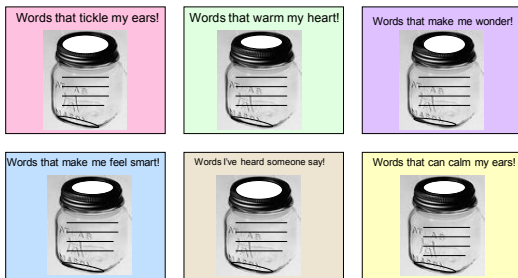 Words that tickle my ears!
Words that warm my heart!
Words that make me wonder!
Words that make me feel smart!
Words I've heard someone say!
Words that can calm my ears!